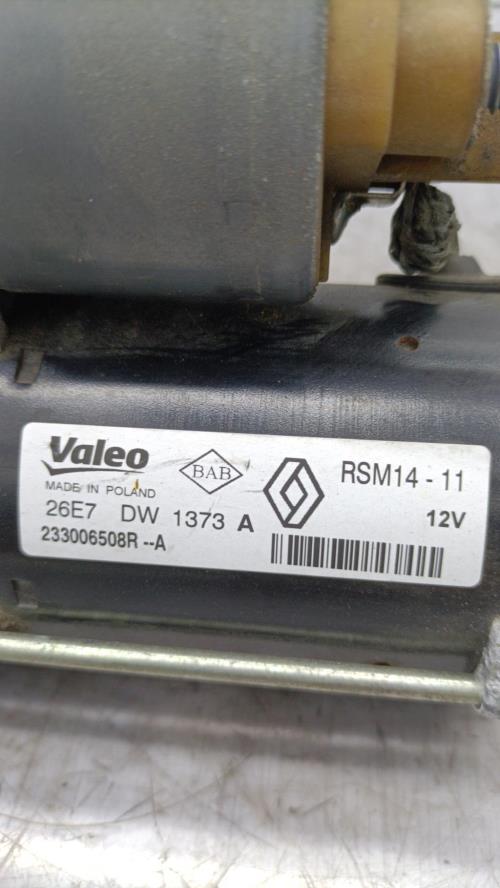 Valeo BAB RSM14 - 11
MADE IN POLAND
26E7 DW 1373 A 12V
233006508R --A